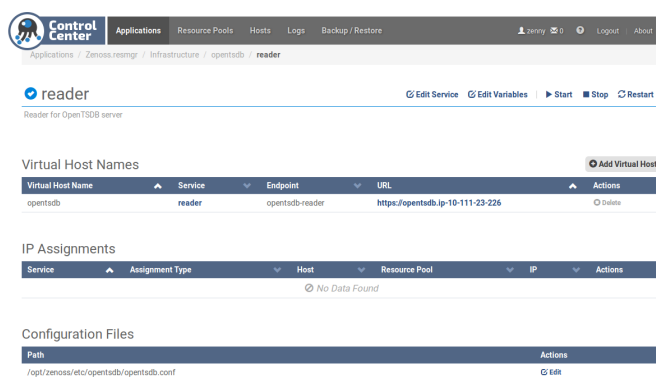 Control Center
Applications Resource Pools Hosts Logs Backup / Restore zenny 0 Logout | About
Applications / Zenoss.resmgr / Infrastructure / opentsdb / reader
reader Edit Service Edit Variables | Start Stop Restart
Reader for OpenTSDB server
Virtual Host Names Add Virtual Host
Virtual Host Name Service Endpoint URL Actions
opentsdb reader opentsdb-reader https://opentsdb.ip-10-111-23-226 Delete
IP Assignments
Service Assignment Type Host Resource Pool IP Actions
No Data Found
Configuration Files
Path Actions
/opt/zenoss/etc/opentsdb/opentsdb.conf Edit